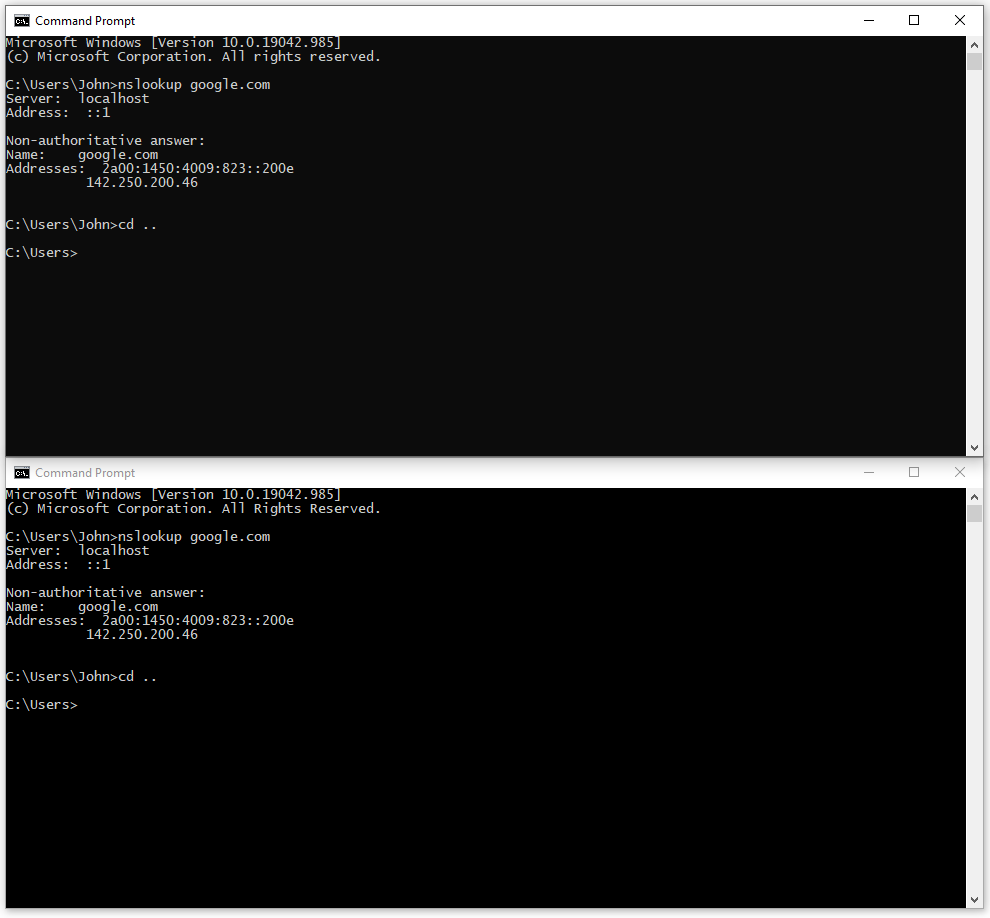 Command Prompt
Microsoft Windows [Version 10.0.19042.985]
(c) Microsoft Corporation. All rights reserved.
C:\Users\John>nslookup google.com
Server:  localhost
Address:  ::1
Non-authoritative answer:
Name:    google.com
Addresses:  2a00:1450:4009:823::200e
          142.250.200.46
C:\Users\John>cd ..
C:\Users>
Command Prompt
Microsoft Windows [Version 10.0.19042.985]
(c) Microsoft Corporation. All Rights Reserved.
C:\Users\John>nslookup google.com
Server:  localhost
Address:  ::1
Non-authoritative answer:
Name:    google.com
Addresses:  2a00:1450:4009:823::200e
          142.250.200.46
C:\Users\John>cd ..
C:\Users>